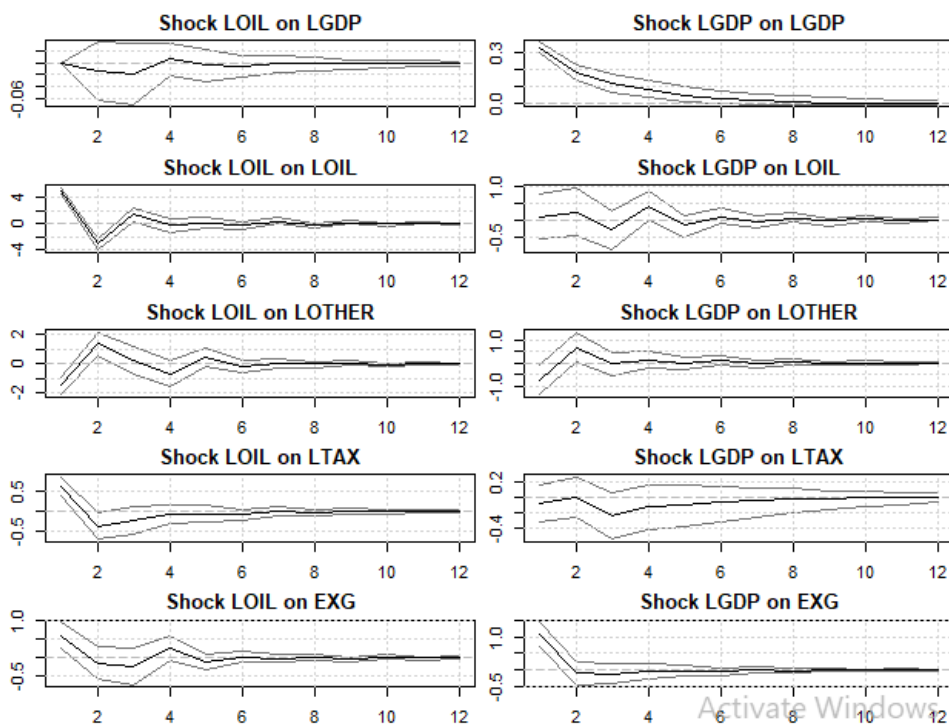 Shock LOIL on LGDP
-0.06
2 4 6 8 10 12
Shock LGDP on LGDP
0.3
0.0
2 4 6 8 10 12
Shock LOIL on LOIL
4
0
-4
2 4 6 8 10 12
Shock LGDP on LOIL
1.0
-0.5
2 4 6 8 10 12
Shock LOIL on LOTHER
2
0
-2
2 4 6 8 10 12
Shock LGDP on LOTHER
1.0
-1.0
2 4 6 8 10 12
Shock LOIL on LTAX
0.5
-0.5
2 4 6 8 10 12
Shock LGDP on LTAX
0.2
-0.4
2 4 6 8 10 12
Shock LOIL on EXG
1.0
-0.5
2 4 6 8 10 12
Shock LGDP on EXG
1.0
-0.5
2 4 6 8 10 12
Activate Windows